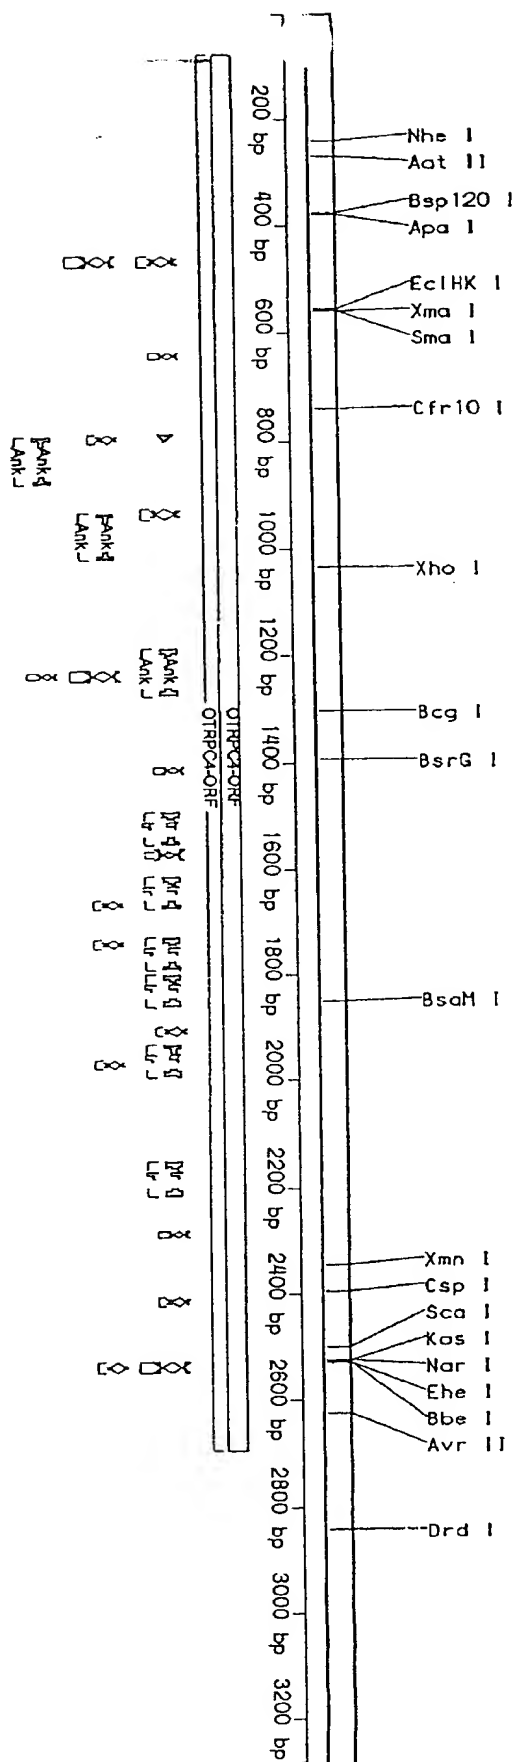 Nhe I
Aat II
Bsp120 I
Apa I
EclHK I
Xma I
Sma I
Cfr10 I
Xho I
Bcg I
BsrG I
BsaM I
Xmn I
Csp I
Sca I
Kas I
Nar I
Ehe I
Bbe I
Avr II
Drd I
200 bp
400 bp
600 bp
800 bp
1000 bp
1200 bp
1400 bp
1600 bp
1800 bp
2000 bp
2200 bp
2400 bp
2600 bp
2800 bp
3000 bp
3200 bp
OTRPC4-ORF
OTRPC4-ORF
Ank
Ank
Ank
Ank
Ank
Ank